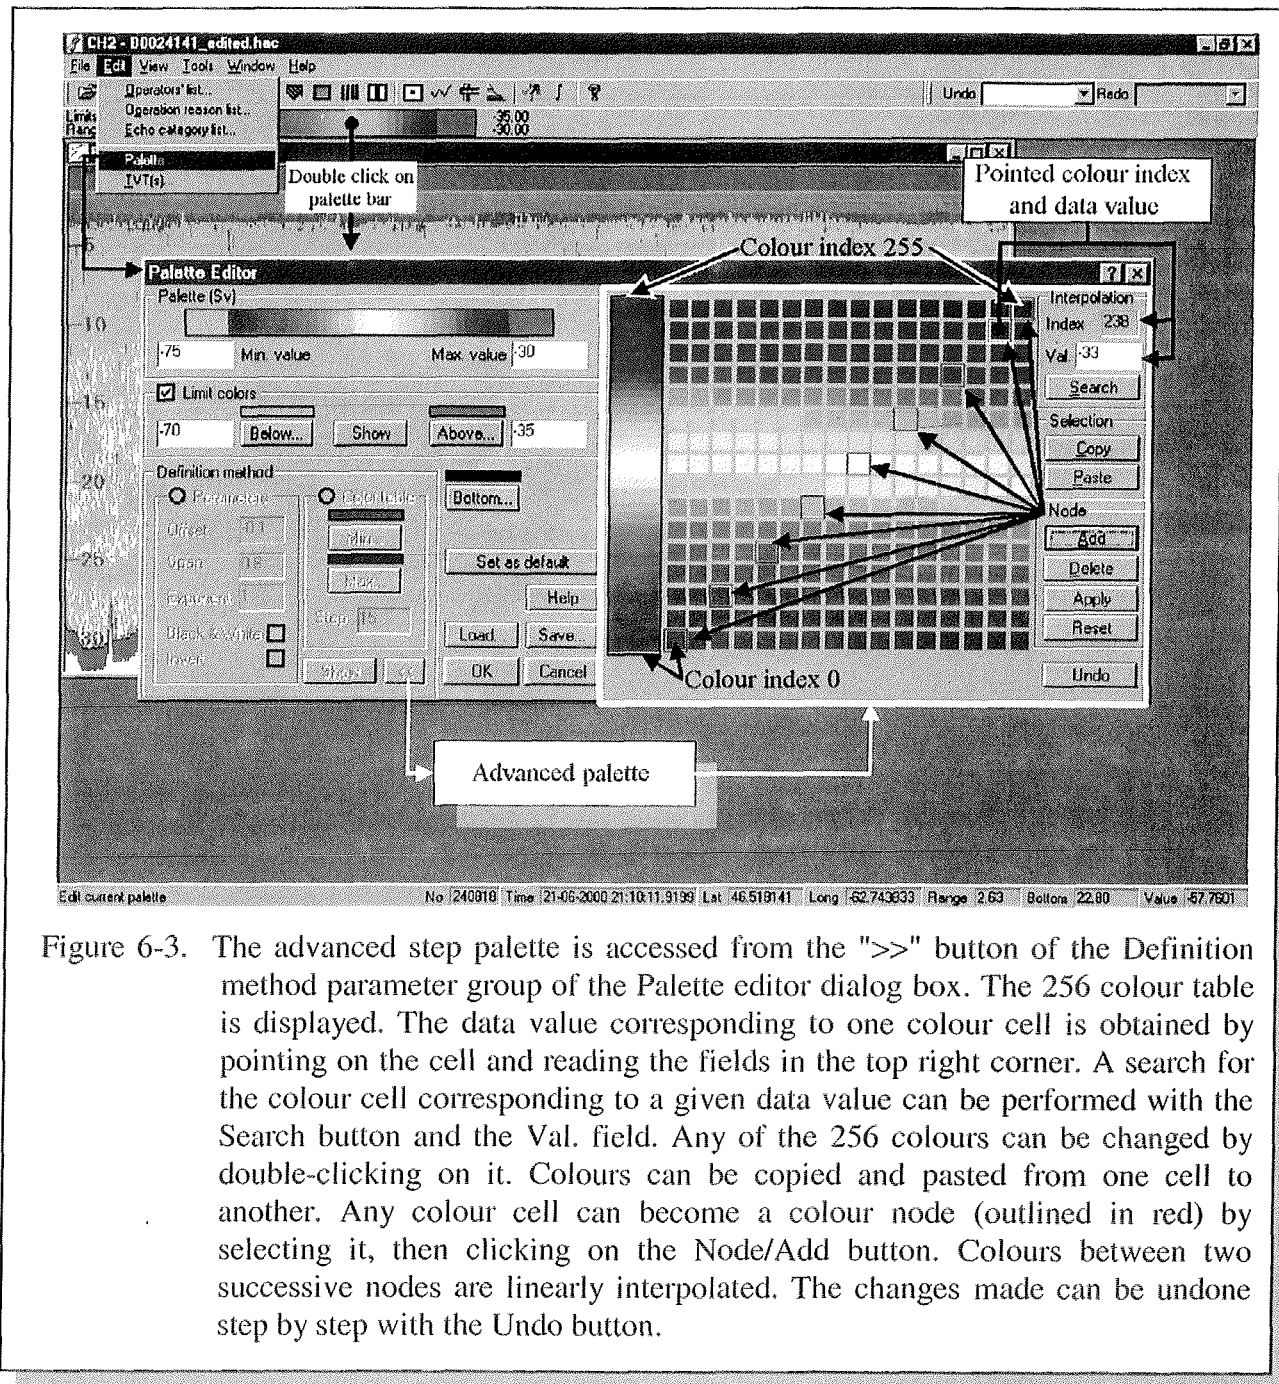 CH2 - D0024141_edited.hac
File Edit View Tools Window Help
Operators' list...
Operation reason list...
Echo category list...
Palette
TVT(s)
Undo Redo
Limits
Rang
-35.00
-30.00
Double click on
palette bar
Pointed colour index
and data value
Colour index 255
Palette Editor
Palette (Sv)
-75 Min. value Max. value -30
Limit colors
-70 Below... Show Above... -35
Definition method
Parameters
Offset
Span
Exponent 1
Black & White
Invert
Color table
Min...
Max...
Step 15
Show >>
Bottom...
Set as default
Help
Load... Save...
OK Cancel
Interpolation
Index 238
Val. -33
Search
Selection
Copy
Paste
Node
Add
Delete
Apply
Reset
Undo
Colour index 0
-5
-10
-15
-20
-25
-30
Advanced palette
Edit current palette No 240818 Time 21-06-2000 21:10:11.9199 Lat 46.518141 Long -62.743833 Range 2.63 Bottom 22.80 Value -57.7601
Figure 6-3. The advanced step palette is accessed from the ">>" button of the Definition
method parameter group of the Palette editor dialog box. The 256 colour table
is displayed. The data value corresponding to one colour cell is obtained by
pointing on the cell and reading the fields in the top right corner. A search for
the colour cell corresponding to a given data value can be performed with the
Search button and the Val. field. Any of the 256 colours can be changed by
double-clicking on it. Colours can be copied and pasted from one cell to
another. Any colour cell can become a colour node (outlined in red) by
selecting it, then clicking on the Node/Add button. Colours between two
successive nodes are linearly interpolated. The changes made can be undone
step by step with the Undo button.